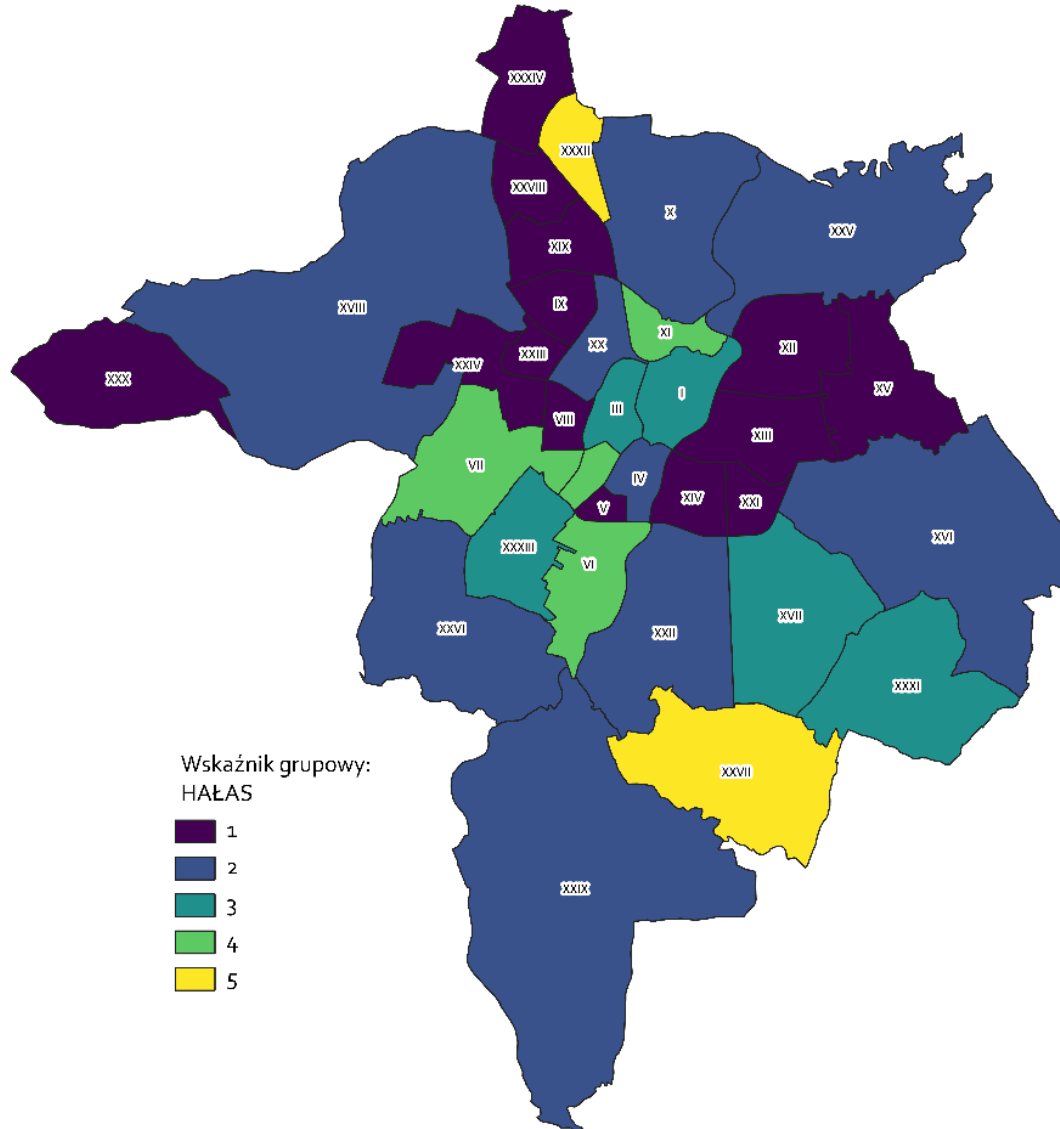 XXXIV
XXXII
XXVIII
X
XXV
XIX
IX
XVIII
XI
XX
XII
XXIII
XXIV
XXX
XV
I
III
VIII
XIII
VII
IV
XIV
XXI
V
XVI
XXXIII
VI
XVII
XXVI
XXII
XXXI
Wskaźnik grupowy:
HAŁAS
XXVII
1
2
3
4
5
XXIX